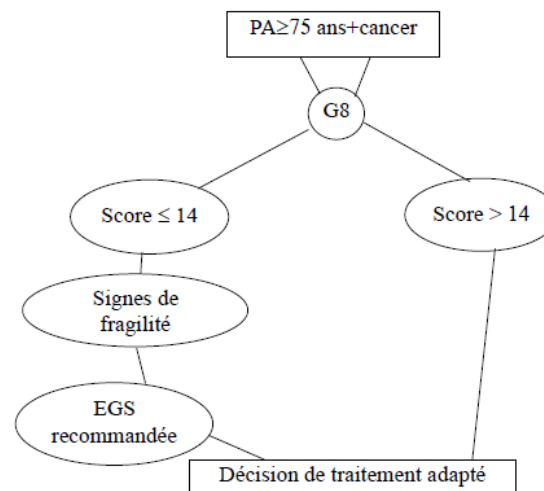 PA≥75 ans+cancer
G8
Score ≤ 14
Score > 14
Signes de
fragilité
EGS
recommandée
Décision de traitement adapté